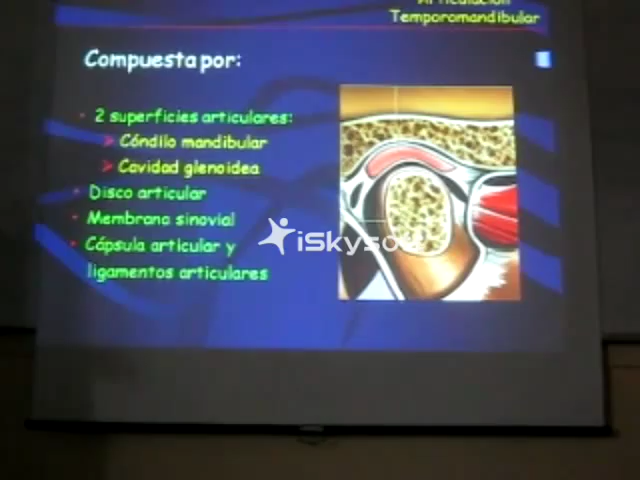 Articulación
Temporomandibular
Compuesta por:
2 superficies articulares:
Cóndilo mandibular
Cavidad glenoidea
Disco articular
Membrana sinovial
Cápsula articular y
ligamentos articulares
iSkysoft